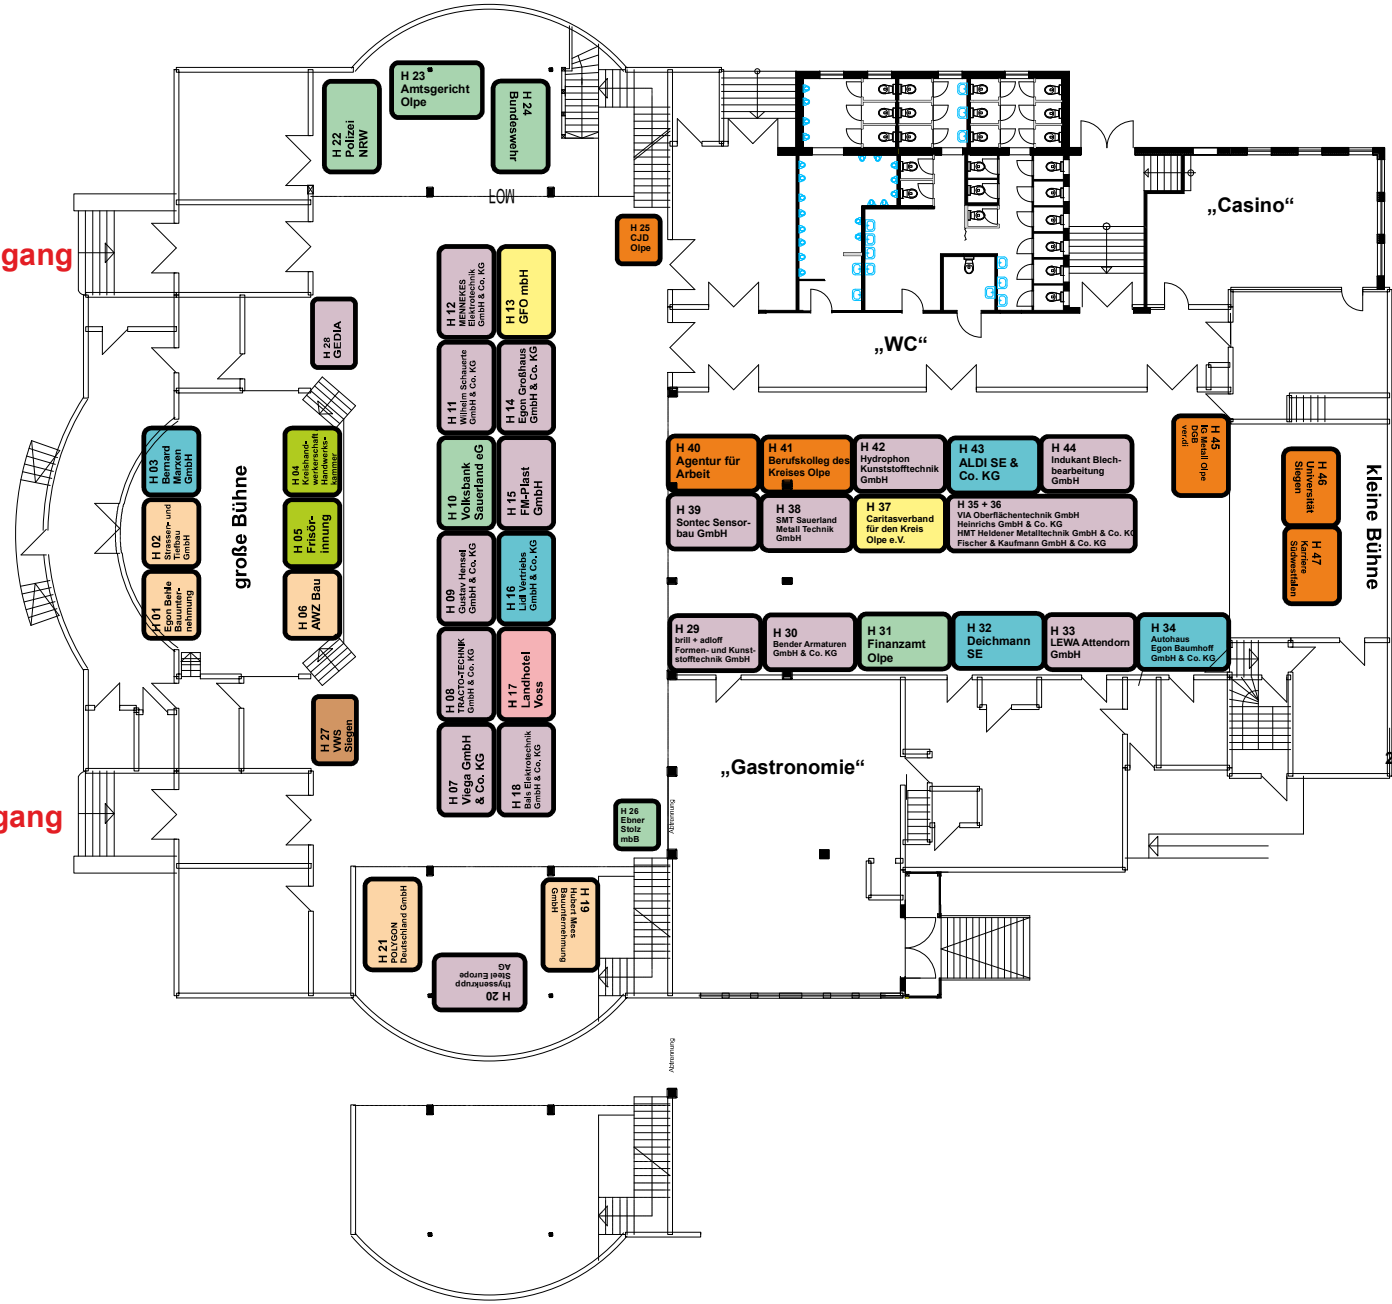 H 23
Amtsgericht
Olpe
H 22
Polizei
NRW
H 24
Bundeswehr
MOT
H 25
CJD
Olpe
„Casino“
„WC“
gang
H 28
GEDIA
H 12
MENNEKES
Elektrotechnik
GmbH & Co. KG
H 13
GFO mbH
H 11
Wilhelm Schauerte
GmbH & Co. KG
H 14
Egon Großhaus
GmbH & Co. KG
H 10
Volksbank
Sauerland eG
H 15
FM-Plast
GmbH
H 09
Gustav Hensel
GmbH & Co. KG
H 16
Lidl Vertriebs
GmbH & Co. KG
H 08
TRACTO-TECHNIK
GmbH & Co. KG
H 17
Landhotel
Voss
H 07
Viega GmbH
& Co. KG
H 18
Bals Elektrotechnik
GmbH & Co. KG
H 03
Bernard
Marxen
GmbH
H 02
Strassen- und
Tiefbau
GmbH
H 01
Egon Behle
Bauunter-
nehmung
große Bühne
H 04
Kreishand-
werkerschaft /
Handwerks-
kammer
H 05
Frisör-
innung
H 06
AWZ Bau
H 27
VWS
Siegen
gang
H 40
Agentur für
Arbeit
H 41
Berufskolleg des
Kreises Olpe
H 42
Hydrophon
Kunststofftechnik
GmbH
H 43
ALDI SE &
Co. KG
H 44
Indukant Blech-
bearbeitung
GmbH
H 45
IG Metall Olpe
DGB
ver.di
H 46
Universität
Siegen
H 47
Karriere
Südwestfalen
kleine Bühne
H 39
Sontec Sensor-
bau GmbH
H 38
SMT Sauerland
Metall Technik
GmbH
H 37
Caritasverband
für den Kreis
Olpe e.V.
H 35 + 36
VIA Oberflächentechnik GmbH
Heinrichs GmbH & Co. KG
HMT Heldener Metalltechnik GmbH & Co. KG
Fischer & Kaufmann GmbH & Co. KG
H 29
brill + adloff
Formen- und Kunst-
stofftechnik GmbH
H 30
Bender Armaturen
GmbH & Co. KG
H 31
Finanzamt
Olpe
H 32
Deichmann
SE
H 33
LEWA Attendorn
GmbH
H 34
Autohaus
Egon Baumhoff
GmbH & Co. KG
„Gastronomie“
2
H 26
Ebner
Stolz
mbB
Abtrennung
H 21
POLYGON
Deutschland GmbH
H 19
Hubert Mees
Bauunternehmung
GmbH
H 20
thyssenkrupp
Steel Europe
AG
Abtrennung